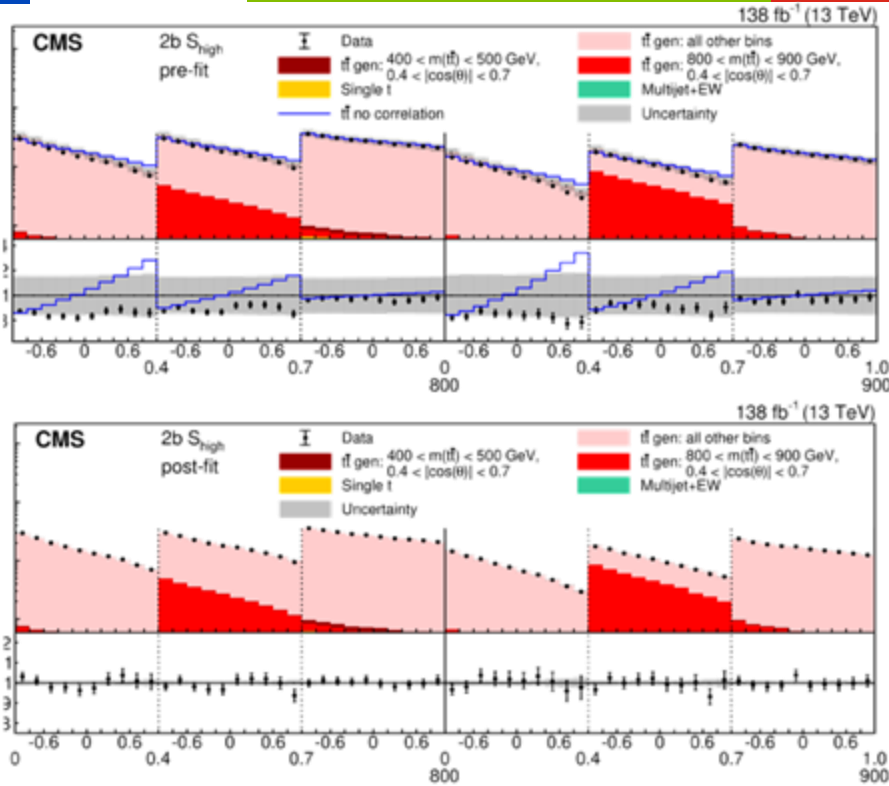 138 fb⁻¹ (13 TeV)
CMS 2b S_high Data tt̄ gen: all other bins
pre-fit tt̄ gen: 400 < m(tt̄) < 500 GeV, 0.4 < |cos(θ)| < 0.7 tt̄ gen: 800 < m(tt̄) < 900 GeV, 0.4 < |cos(θ)| < 0.7
Single t Multijet+EW
tt̄ no correlation Uncertainty
1
-0.6 0 0.6 -0.6 0 0.6 -0.6 0 0.6 -0.6 0 0.6 -0.6 0 0.6 -0.6 0 0.6
0.4 0.7 0 0.4 0.7 1.0
800 900
138 fb⁻¹ (13 TeV)
CMS 2b S_high Data tt̄ gen: all other bins
post-fit tt̄ gen: 400 < m(tt̄) < 500 GeV, 0.4 < |cos(θ)| < 0.7 tt̄ gen: 800 < m(tt̄) < 900 GeV, 0.4 < |cos(θ)| < 0.7
Single t Multijet+EW
Uncertainty
2
1
1
9
-0.6 0 0.6 -0.6 0 0.6 -0.6 0 0.6 -0.6 0 0.6 -0.6 0 0.6 -0.6 0 0.6
0 0.4 0.7 0 0.4 0.7 1.0
800 900